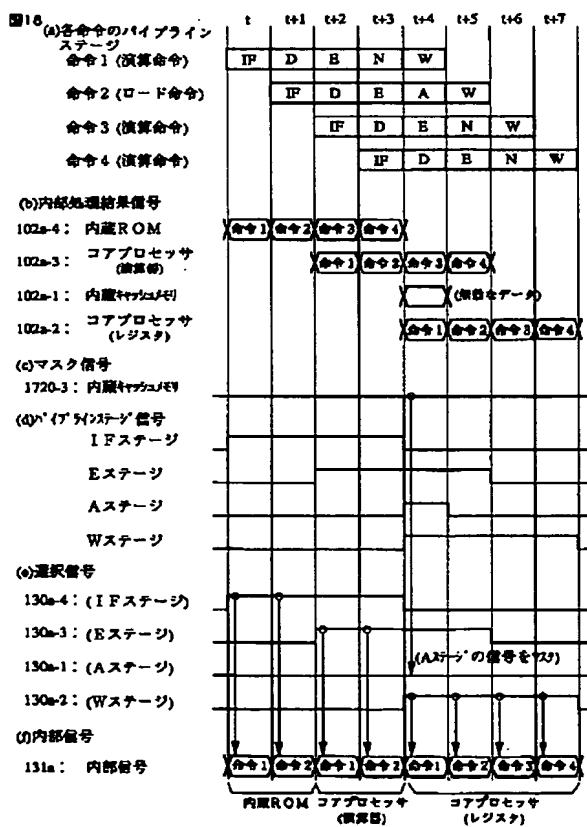 図18 t t+1 t+2 t+3 t+4 t+5 t+6 t+7
(a)各命令のパイプライン
ステージ
命令1 (演算命令) IF D E N W
命令2 (ロード命令) IF D E A W
命令3 (演算命令) IF D E N W
命令4 (演算命令) IF D E N W
(b)内部処理結果信号
102a-4: 内蔵ROM 命令1 命令2 命令3 命令4
102a-3: コアプロセッサ
(演算部) 命令1 命令2 命令3 命令4
102a-1: 内蔵キャッシュメモリ (無効なデータ)
102a-2: コアプロセッサ
(レジスタ) 命令1 命令2 命令3 命令4
(c)マスク信号
1720-3: 内蔵キャッシュメモリ
(d)パイプラインステージ信号
IFステージ
Eステージ
Aステージ
Wステージ
(e)選択信号
130a-4: (IFステージ)
130a-3: (Eステージ)
130a-1: (Aステージ) (Aステージの信号をマスク)
130a-2: (Wステージ)
(f)内部信号
131a: 内部信号 命令1 命令2 命令1 命令2 命令1 命令2 命令3 命令4
内蔵ROM コアプロセッサ コアプロセッサ
(演算部) (レジスタ)